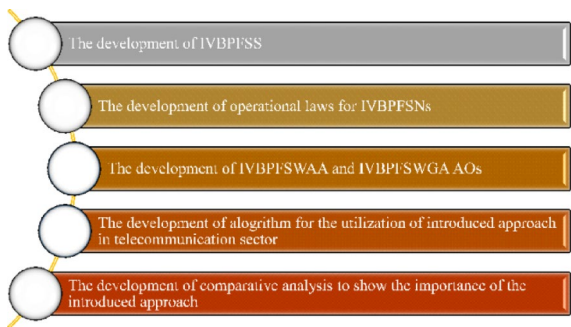 The development of IVBPFSS
The development of operational laws for IVBPFSNs
The development of IVBPFSWAA and IVBPFSWGA AOs
The development of alogrithm for the utilization of introduced approach
in telecommunication sector
The development of comparative analysis to show the importance of the
introduced approach